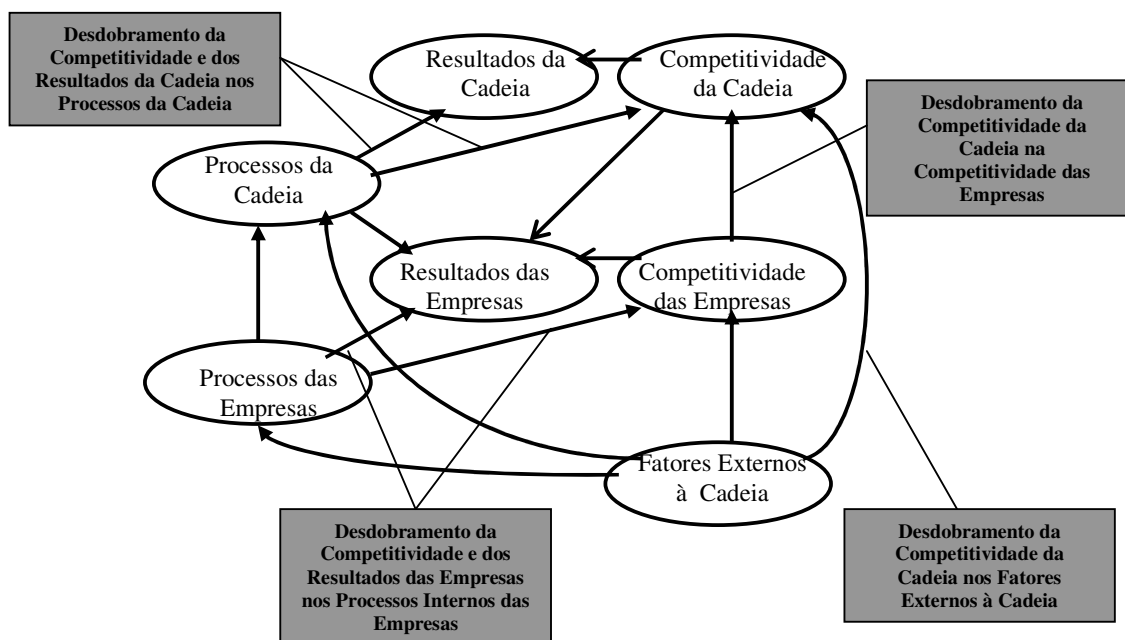 Desdobramento da
Competitividade e dos
Resultados da Cadeia nos
Processos da Cadeia
Resultados da
Cadeia
Competitividade
da Cadeia
Desdobramento da
Competitividade da
Cadeia na
Competitividade das
Empresas
Processos da
Cadeia
Resultados das
Empresas
Competitividade
das Empresas
Processos das
Empresas
Fatores Externos
à Cadeia
Desdobramento da
Competitividade e dos
Resultados das Empresas
nos Processos Internos das
Empresas
Desdobramento da
Competitividade da
Cadeia nos Fatores
Externos à Cadeia